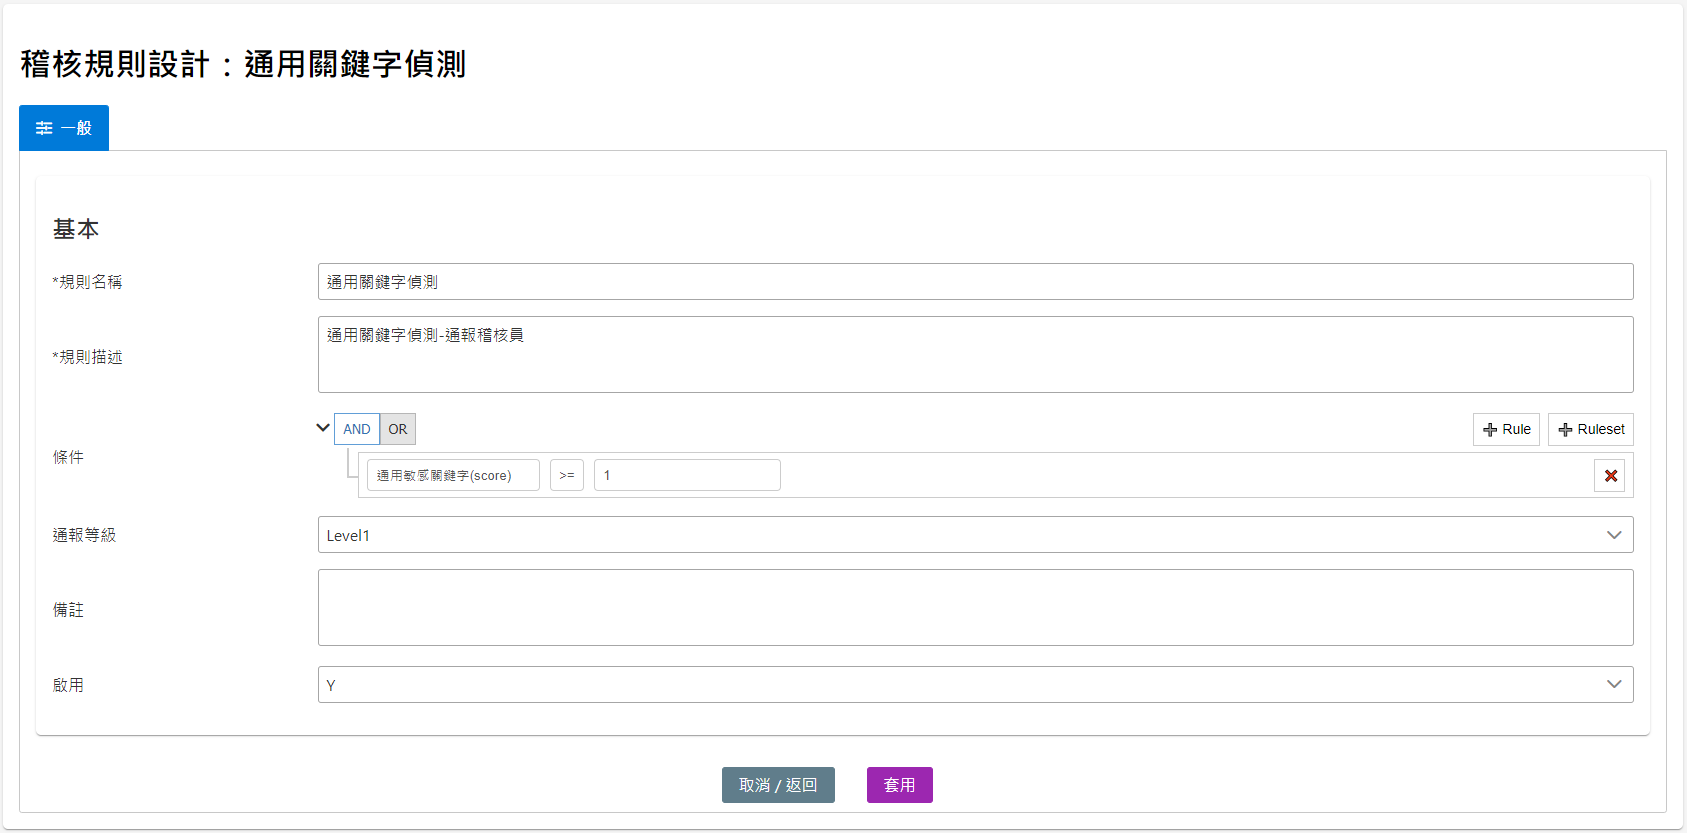 稽核規則設計：通用關鍵字偵測
一般
基本
*規則名稱
通用關鍵字偵測
*規則描述
通用關鍵字偵測-通報稽核員
條件
AND OR
Rule Ruleset
通用敏感關鍵字(score) >= 1
通報等級
Level1
備註
啟用
Y
取消 / 返回 套用